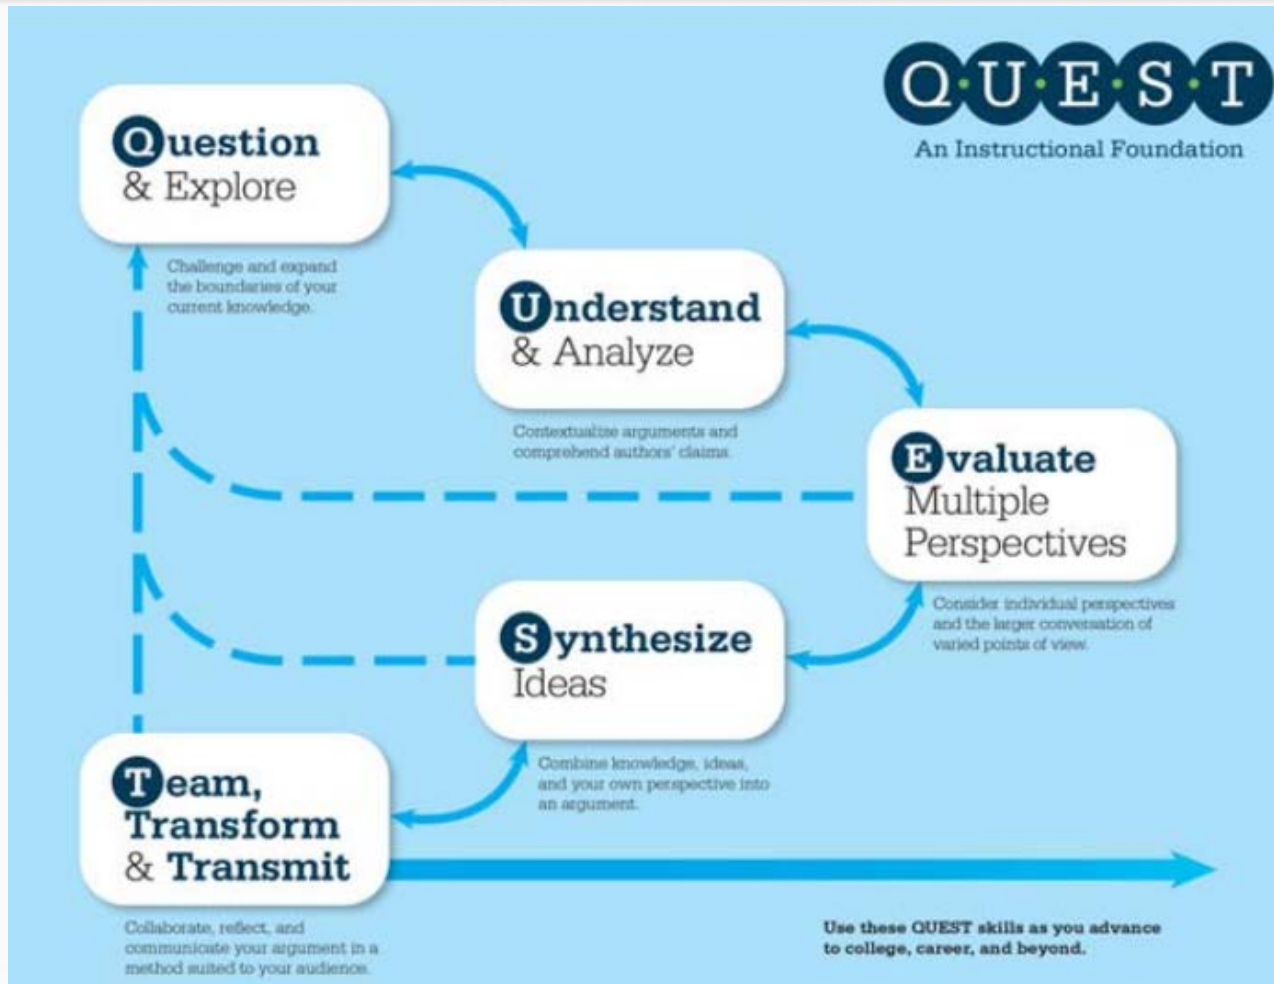 Q·U·E·S·T
An Instructional Foundation
Question
& Explore
Challenge and expand
the boundaries of your
current knowledge.
Understand
& Analyze
Contextualize arguments and
comprehend authors' claims.
Evaluate
Multiple
Perspectives
Consider individual perspectives
and the larger conversation of
varied points of view.
Synthesize
Ideas
Combine knowledge, ideas,
and your own perspective into
an argument.
Team,
Transform
& Transmit
Collaborate, reflect, and
communicate your argument in a
method suited to your audience.
Use these QUEST skills as you advance
to college, career, and beyond.